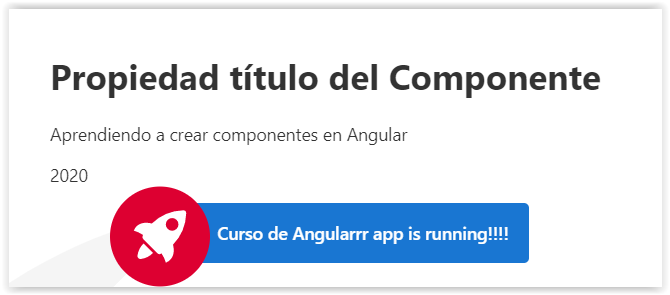 Propiedad título del Componente
Aprendiendo a crear componentes en Angular
2020
Curso de Angularrr app is running!!!!